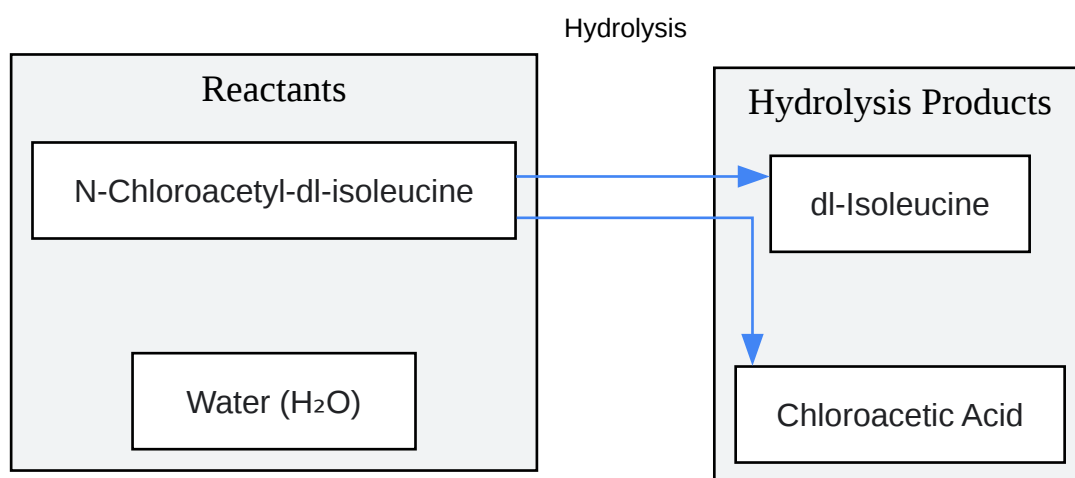 Hydrolysis
Reactants
N-Chloroacetyl-dl-isoleucine
Water (H₂O)
Hydrolysis Products
dl-Isoleucine
Chloroacetic Acid